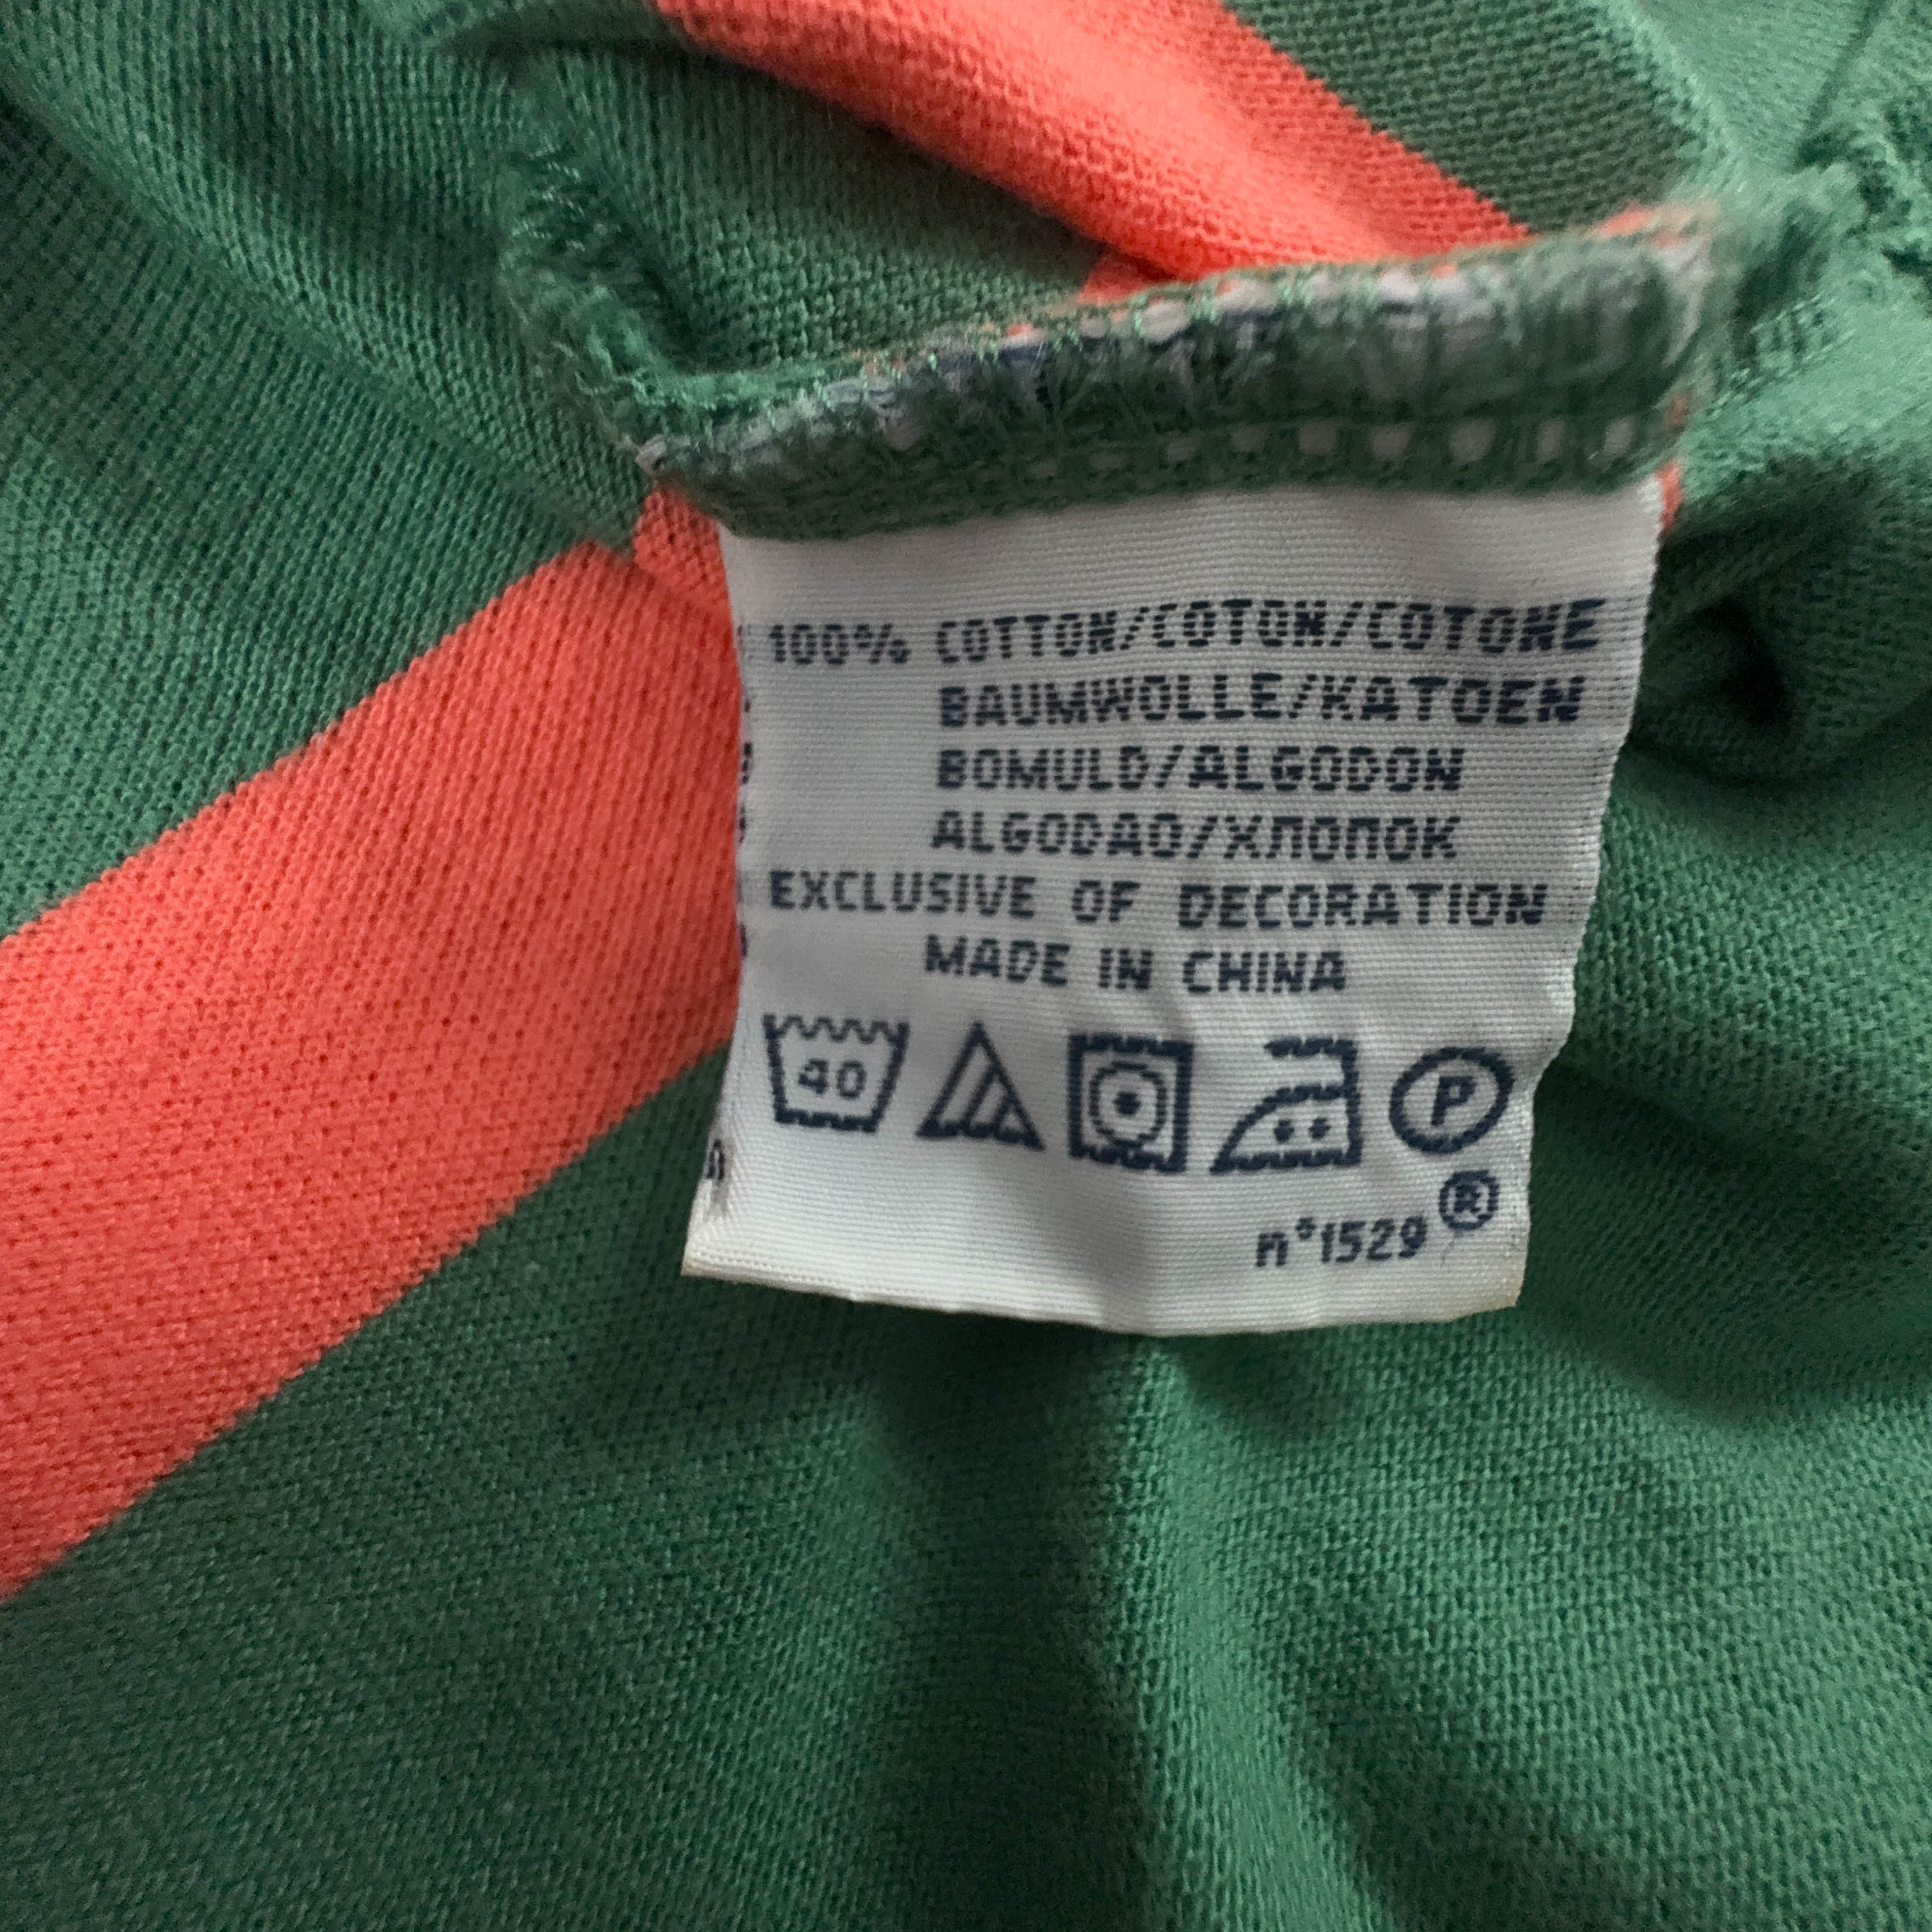 100% COTTON/COTON/COTONE
BAUMWOLLE/KATOEN
BOMULD/ALGODON
ALGODAO/ХЛОПОК
EXCLUSIVE OF DECORATION
MADE IN CHINA
40
P
n°1529®